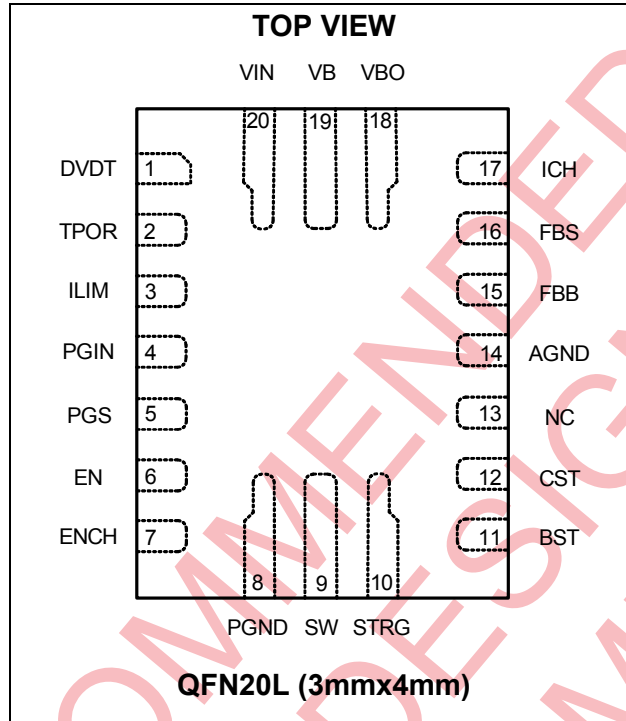 TOP VIEW
VIN VB VBO
20 19 18
DVDT 1 17 ICH
TPOR 2 16 FBS
ILIM 3 15 FBB
PGIN 4 14 AGND
PGS 5 13 NC
EN 6 12 CST
ENCH 7 11 BST
8 9 10
PGND SW STRG
QFN20L (3mmx4mm)